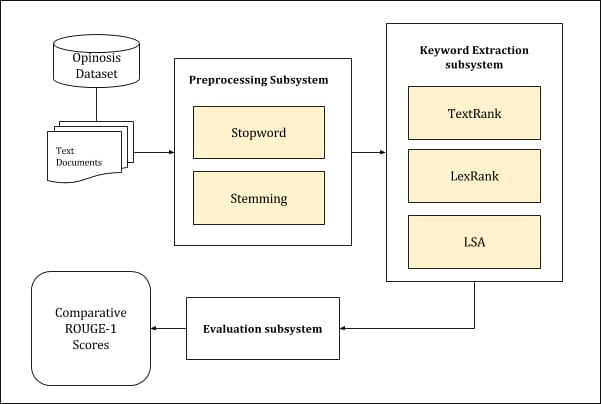 Opinosis
Dataset
Text
Documents
Preprocessing Subsystem
Stopword
Stemming
Keyword Extraction
subsystem
TextRank
LexRank
LSA
Evaluation subsystem
Comparative
ROUGE-1
Scores